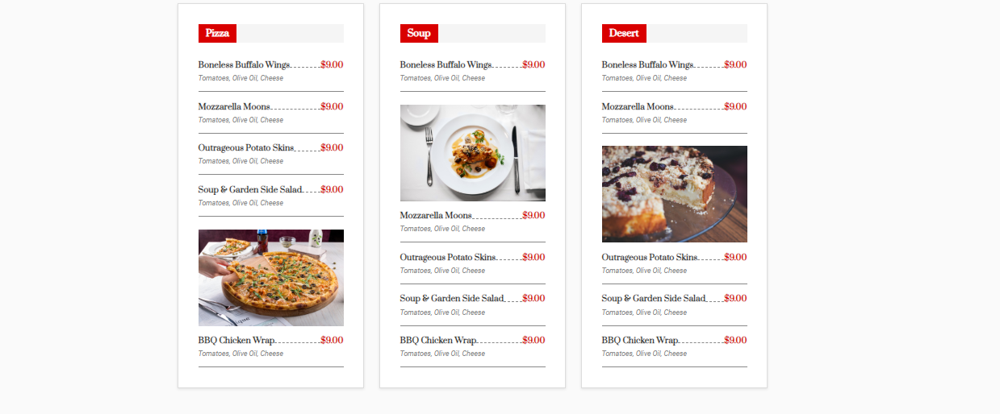 Pizza
Boneless Buffalo Wings $9.00
Tomatoes, Olive Oil, Cheese
Mozzarella Moons $9.00
Tomatoes, Olive Oil, Cheese
Outrageous Potato Skins $9.00
Tomatoes, Olive Oil, Cheese
Soup & Garden Side Salad $9.00
Tomatoes, Olive Oil, Cheese
BBQ Chicken Wrap $9.00
Tomatoes, Olive Oil, Cheese
Soup
Boneless Buffalo Wings $9.00
Tomatoes, Olive Oil, Cheese
Mozzarella Moons $9.00
Tomatoes, Olive Oil, Cheese
Outrageous Potato Skins $9.00
Tomatoes, Olive Oil, Cheese
Soup & Garden Side Salad $9.00
Tomatoes, Olive Oil, Cheese
BBQ Chicken Wrap $9.00
Tomatoes, Olive Oil, Cheese
Desert
Boneless Buffalo Wings $9.00
Tomatoes, Olive Oil, Cheese
Mozzarella Moons $9.00
Tomatoes, Olive Oil, Cheese
Outrageous Potato Skins $9.00
Tomatoes, Olive Oil, Cheese
Soup & Garden Side Salad $9.00
Tomatoes, Olive Oil, Cheese
BBQ Chicken Wrap $9.00
Tomatoes, Olive Oil, Cheese